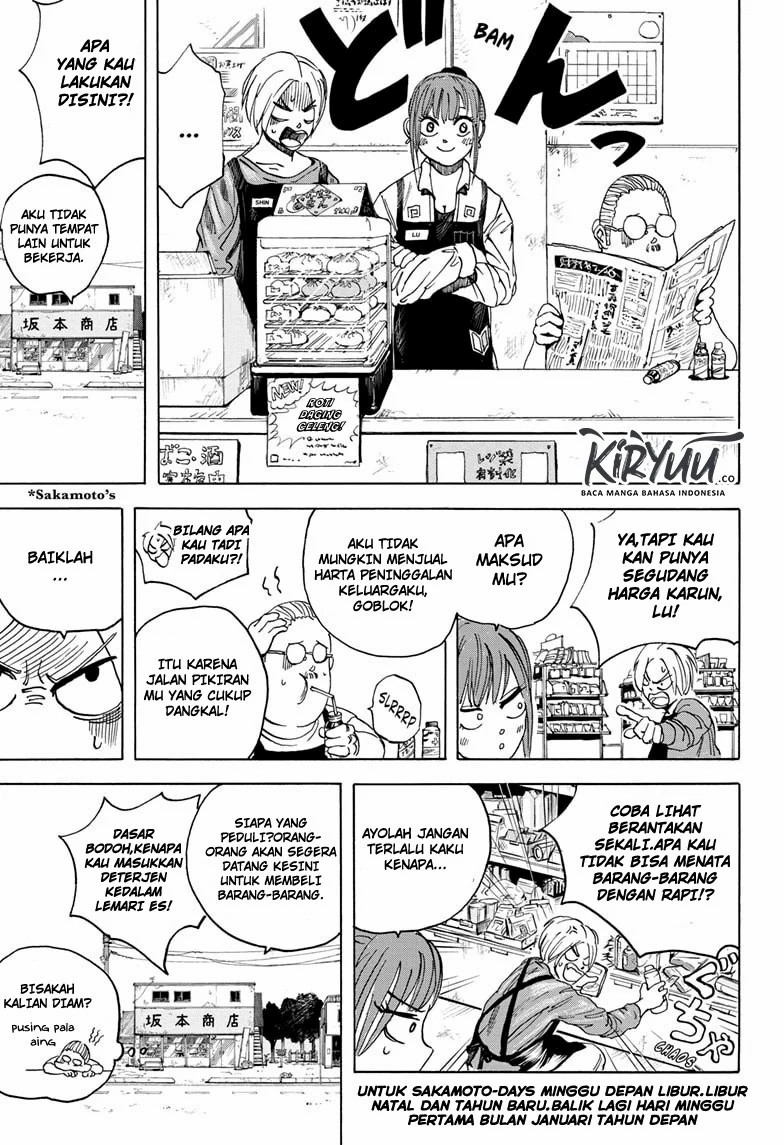 どんっ
BAM
...
SHIN
LU
NEW!
ROTI
DAGING
CELENG!
APA
YANG KAU
LAKUKAN
DISINI?!
AKU TIDAK
PUNYA TEMPAT
LAIN UNTUK
BEKERJA.
坂本商店
KIRYUU.CO
BACA MANGA BAHASA INDONESIA
*Sakamoto's
YA,TAPI KAU
KAN PUNYA
SEGUDANG
HARGA KARUN,
LU!
APA
MAKSUD
MU?
AKU TIDAK
MUNGKIN MENJUAL
HARTA PENINGGALAN
KELUARGAKU,
GOBLOK!
BILANG APA
KAU TADI
PADAKU?!
ITU KARENA
JALAN PIKIRAN
MU YANG CUKUP
DANGKAL!
SLRRRP
BAIKLAH
...
COBA LIHAT
BERANTAKAN
SEKALI.APA KAU
TIDAK BISA MENATA
BARANG-BARANG
DENGAN RAPI!?
AYOLAH JANGAN
TERLALU KAKU
KENAPA...
ぐちゃ
CHAOS
SIAPA YANG
PEDULI?ORANG-
ORANG AKAN SEGERA
DATANG KESINI
UNTUK MEMBELI
BARANG-BARANG.
DASAR
BODOH,KENAPA
KAU MASUKKAN
DETERJEN
KEDALAM
LEMARI ES!
BISAKAH
KALIAN DIAM?
pusing pala
aing
坂本商店
UNTUK SAKAMOTO-DAYS MINGGU DEPAN LIBUR.LIBUR
NATAL DAN TAHUN BARU.BALIK LAGI HARI MINGGU
PERTAMA BULAN JANUARI TAHUN DEPAN